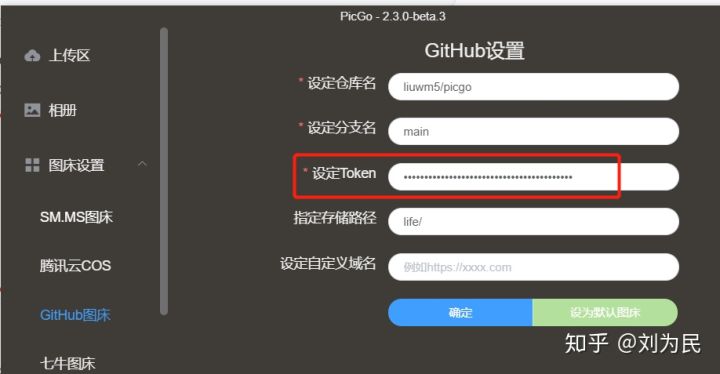 PicGo - 2.3.0-beta.3
上传区
相册
图床设置
SM.MS图床
腾讯云COS
GitHub图床
七牛图床
GitHub设置
* 设定仓库名 liuwm5/picgo
* 设定分支名 main
* 设定Token ••••••••••••••••••••••••••••••••••••••••
指定存储路径 life/
设定自定义域名 例如https://xxxx.com
确定 设为默认图床
知乎 @刘为民